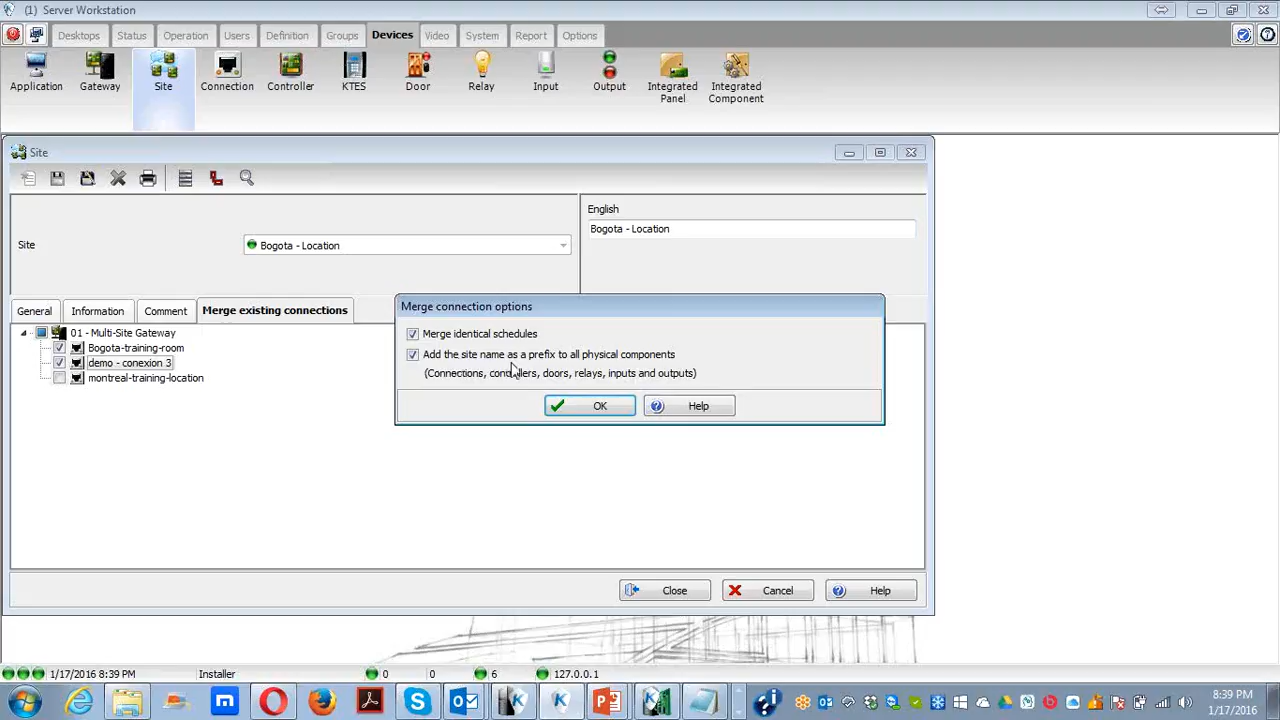 (1) Server Workstation
Desktops Status Operation Users Definition Groups Devices Video System Report Options
Application Gateway Site Connection Controller KTES Door Relay Input Output Integrated Panel Integrated Component
Site
English
Bogota - Location
Site Bogota - Location
General Information Comment Merge existing connections
Merge connection options
01 - Multi-Site Gateway
Merge identical schedules
Bogota-training-room
Add the site name as a prefix to all physical components
demo - conexion 3
(Connections, controllers, doors, relays, inputs and outputs)
montreal-training-location
OK Help
Close Cancel Help
1/17/2016 8:39 PM Installer 0 0 6 127.0.0.1
8:39 PM
1/17/2016